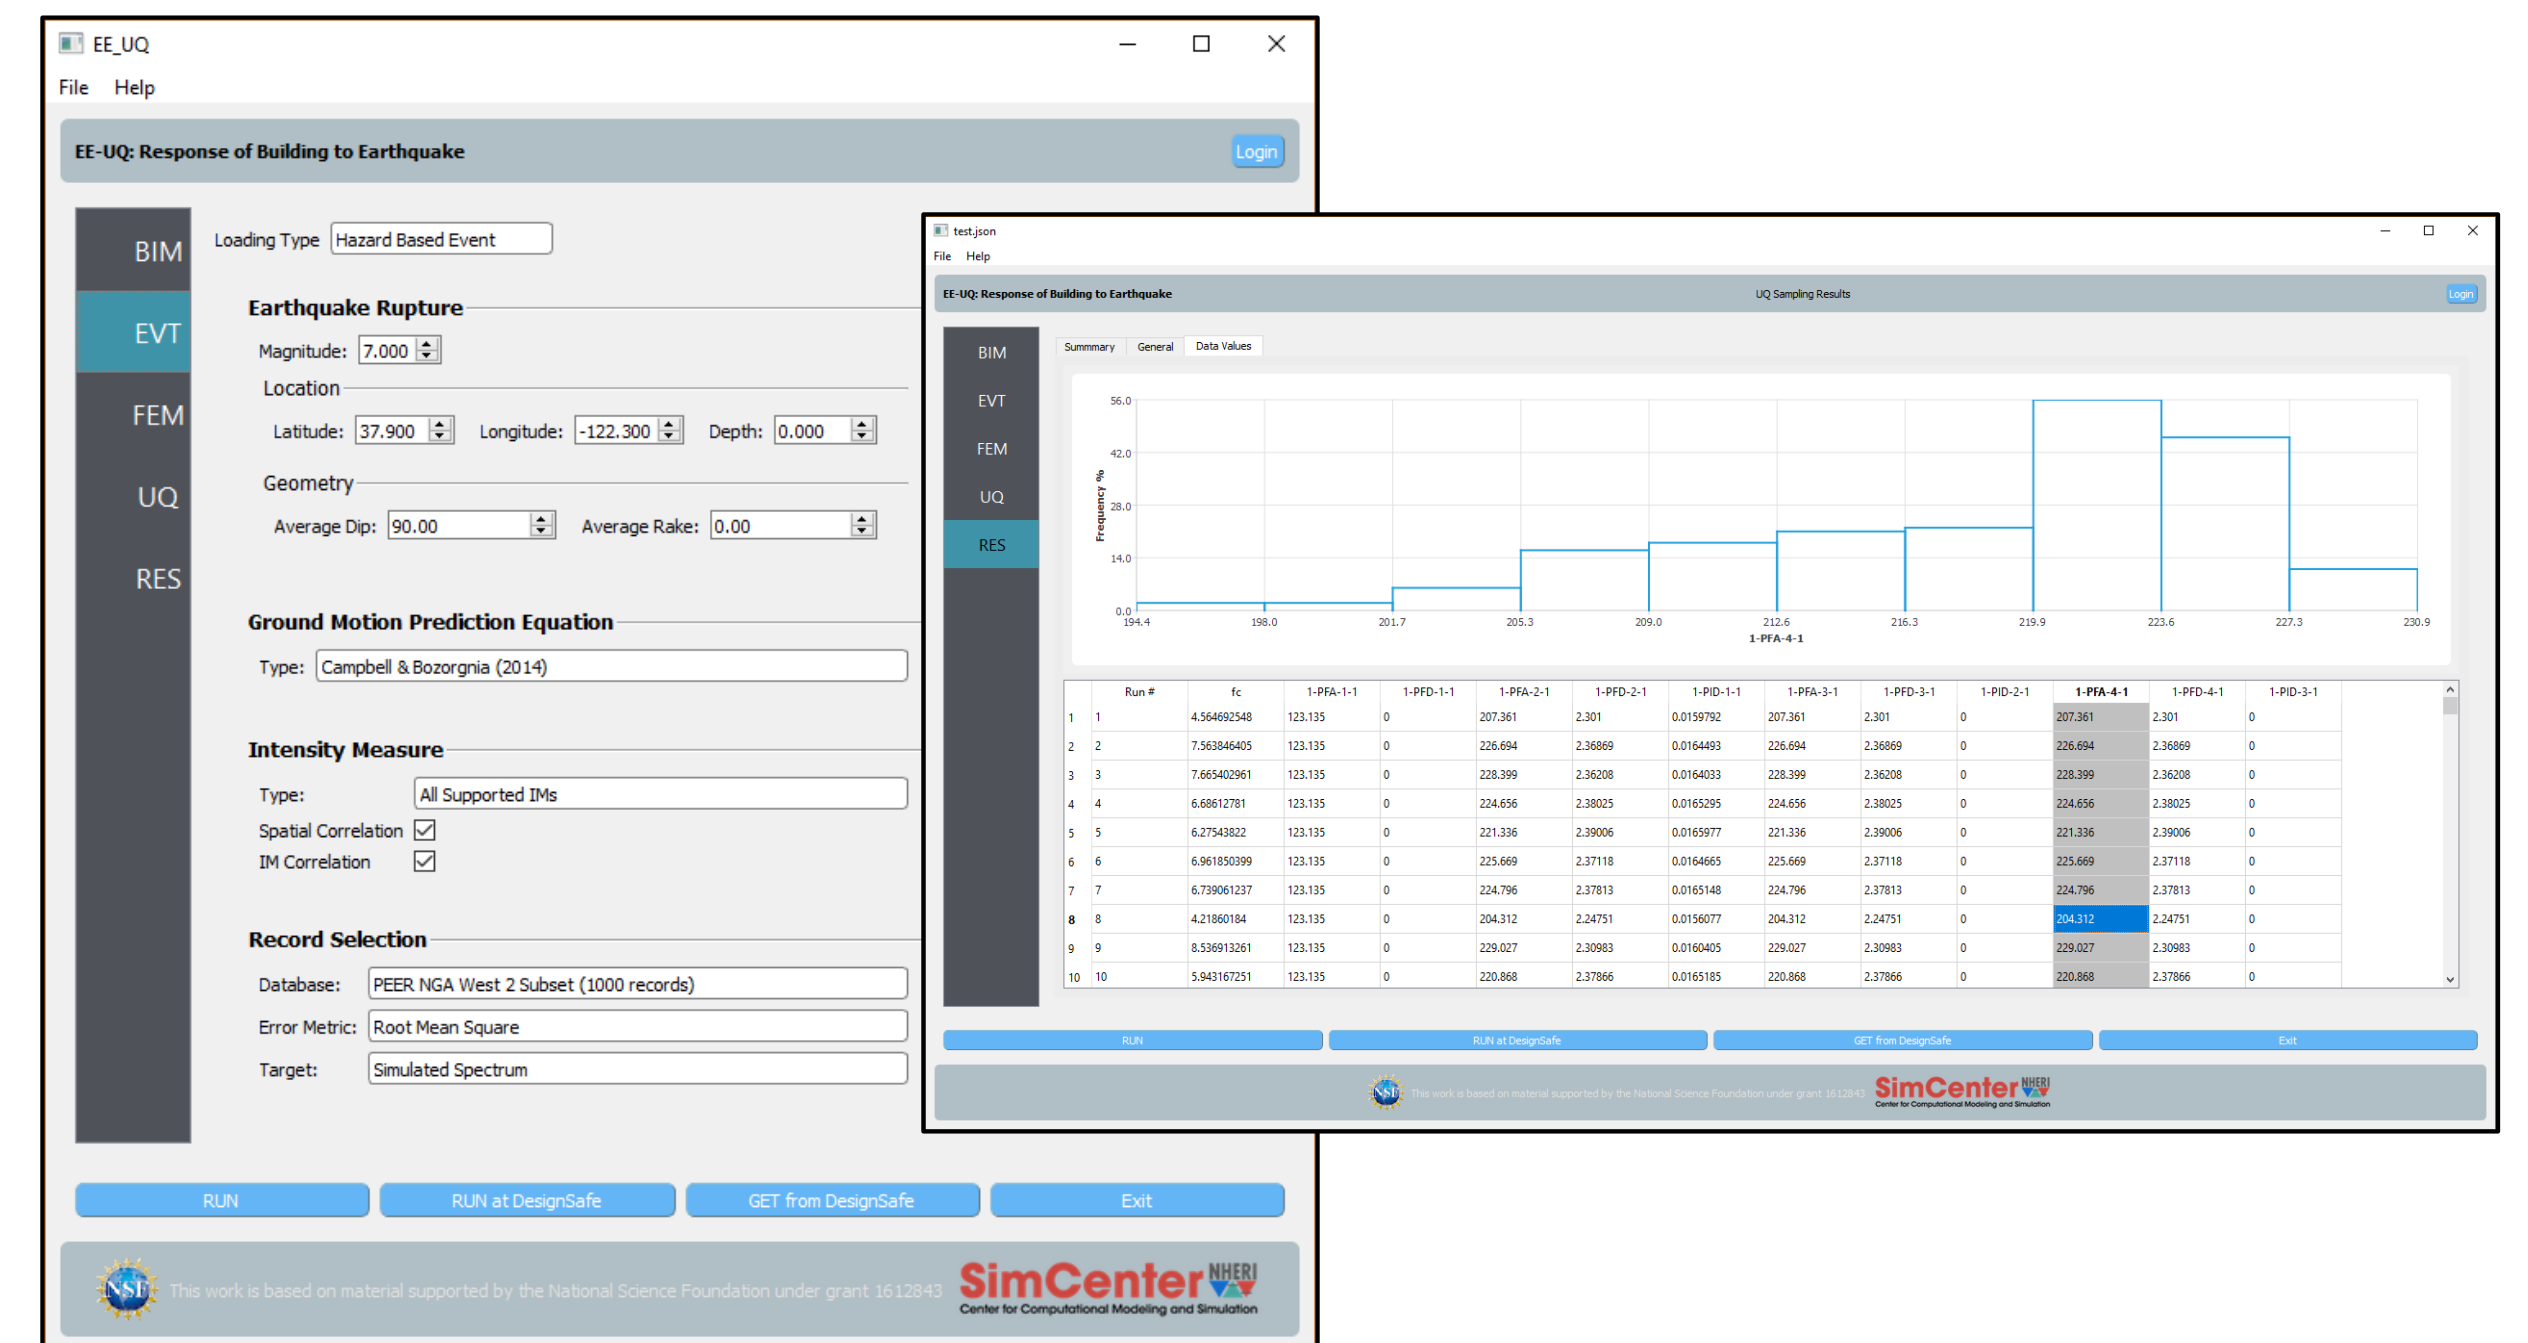 EE_UQ
File Help
EE-UQ: Response of Building to Earthquake Login
BIM
EVT
FEM
UQ
RES
Loading Type Hazard Based Event
Earthquake Rupture
Magnitude: 7.000
Location
Latitude: 37.900 Longitude: -122.300 Depth: 0.000
Geometry
Average Dip: 90.00 Average Rake: 0.00
Ground Motion Prediction Equation
Type: Campbell & Bozorgnia (2014)
Intensity Measure
Type: All Supported IMs
Spatial Correlation
IM Correlation
Record Selection
Database: PEER NGA West 2 Subset (1000 records)
Error Metric: Root Mean Square
Target: Simulated Spectrum
RUN RUN at DesignSafe GET from DesignSafe Exit
NSF This work is based on material supported by the National Science Foundation under grant 1612843 SimCenter NHERI
Center for Computational Modeling and Simulation
test.json
File Help
EE-UQ: Response of Building to Earthquake UQ Sampling Results Login
BIM
EVT
FEM
UQ
RES
Summmary General Data Values
56.0
42.0
28.0
14.0
0.0
Frequency %
194.4 198.0 201.7 205.3 209.0 212.6 216.3 219.9 223.6 227.3 230.9
1-PFA-4-1
Run # fc 1-PFA-1-1 1-PFD-1-1 1-PFA-2-1 1-PFD-2-1 1-PID-1-1 1-PFA-3-1 1-PFD-3-1 1-PID-2-1 1-PFA-4-1 1-PFD-4-1 1-PID-3-1
1 1 4.564692548 123.135 0 207.361 2.301 0.0159792 207.361 2.301 0 207.361 2.301 0
2 2 7.563846405 123.135 0 226.694 2.36869 0.0164493 226.694 2.36869 0 226.694 2.36869 0
3 3 7.665402961 123.135 0 228.399 2.36208 0.0164033 228.399 2.36208 0 228.399 2.36208 0
4 4 6.68612781 123.135 0 224.656 2.38025 0.0165295 224.656 2.38025 0 224.656 2.38025 0
5 5 6.27543822 123.135 0 221.336 2.39006 0.0165977 221.336 2.39006 0 221.336 2.39006 0
6 6 6.961850399 123.135 0 225.669 2.37118 0.0164665 225.669 2.37118 0 225.669 2.37118 0
7 7 6.739061237 123.135 0 224.796 2.37813 0.0165148 224.796 2.37813 0 224.796 2.37813 0
8 8 4.21860184 123.135 0 204.312 2.24751 0.0156077 204.312 2.24751 0 204.312 2.24751 0
9 9 8.536913261 123.135 0 229.027 2.30983 0.0160405 229.027 2.30983 0 229.027 2.30983 0
10 10 5.943167251 123.135 0 220.868 2.37866 0.0165185 220.868 2.37866 0 220.868 2.37866 0
RUN RUN at DesignSafe GET from DesignSafe Exit
NSF This work is based on material supported by the National Science Foundation under grant 1612843 SimCenter NHERI
Center for Computational Modeling and Simulation